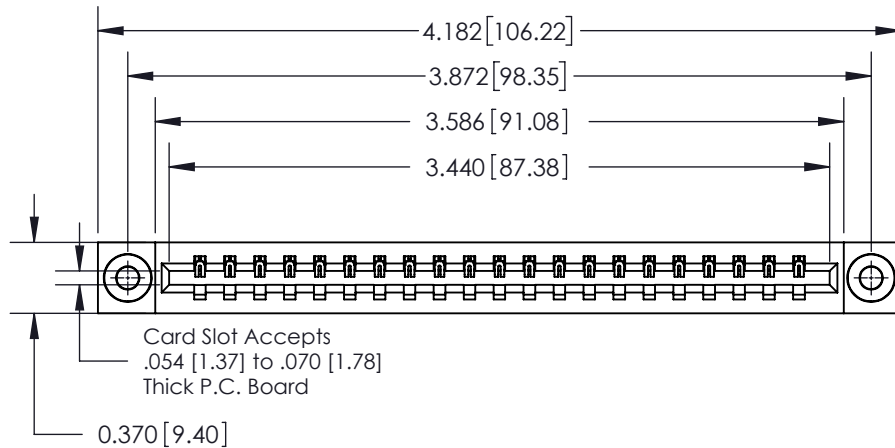 4.182[106.22]
3.872[98.35]
3.586[91.08]
3.440[87.38]
Card Slot Accepts
.054 [1.37] to .070 [1.78]
Thick P.C. Board
0.370[9.40]